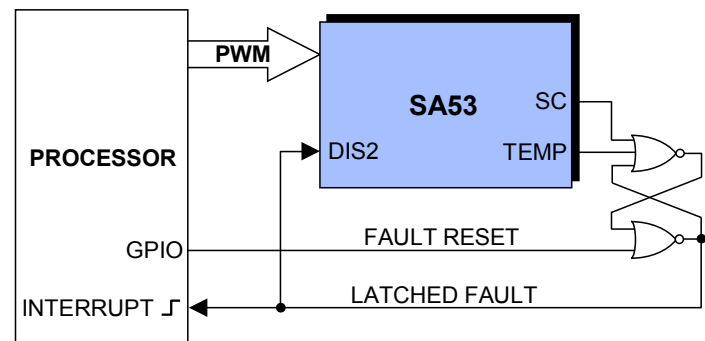 PWM
SA53
SC
PROCESSOR
DIS2
TEMP
FAULT RESET
GPIO
LATCHED FAULT
INTERRUPT